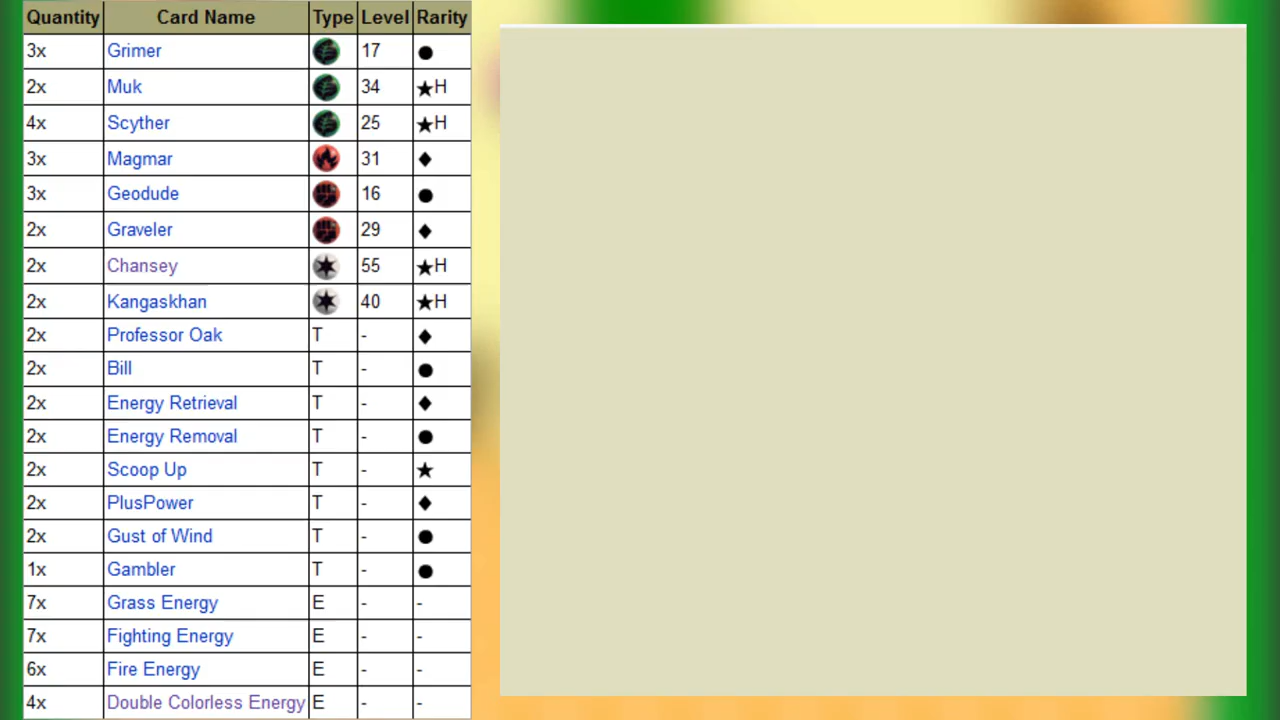 Quantity Card Name Type Level Rarity
3x Grimer 17 ●
2x Muk 34 ★H
4x Scyther 25 ★H
3x Magmar 31 ♦
3x Geodude 16 ●
2x Graveler 29 ♦
2x Chansey 55 ★H
2x Kangaskhan 40 ★H
2x Professor Oak T - ♦
2x Bill T - ●
2x Energy Retrieval T - ♦
2x Energy Removal T - ●
2x Scoop Up T - ★
2x PlusPower T - ♦
2x Gust of Wind T - ●
1x Gambler T - ●
7x Grass Energy E - -
7x Fighting Energy E - -
6x Fire Energy E - -
4x Double Colorless Energy E - -